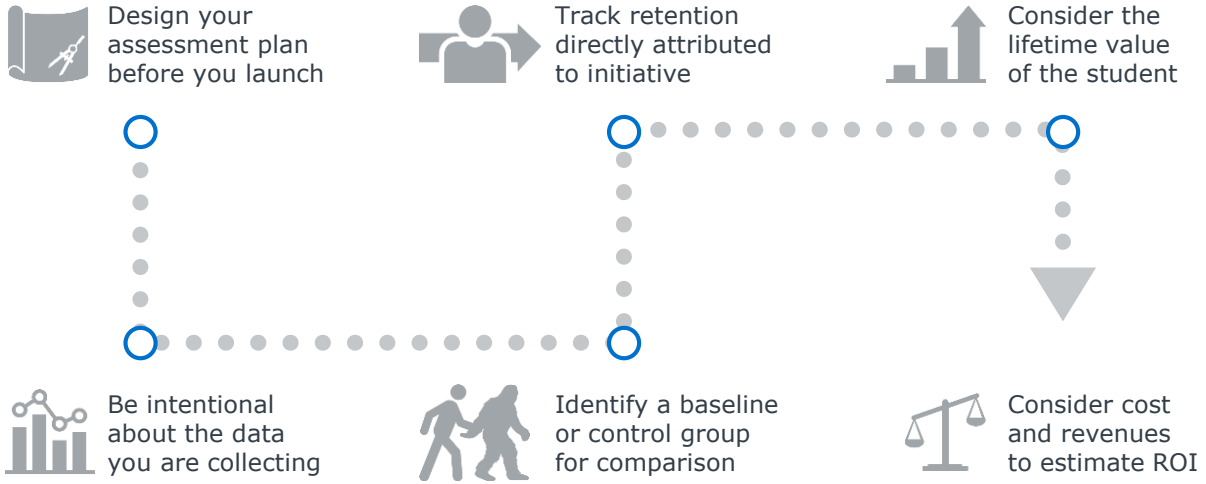 Design your
assessment plan
before you launch
Be intentional
about the data
you are collecting
Identify a baseline
or control group
for comparison
Track retention
directly attributed
to initiative
Consider the
lifetime value
of the student
Consider cost
and revenues
to estimate ROI